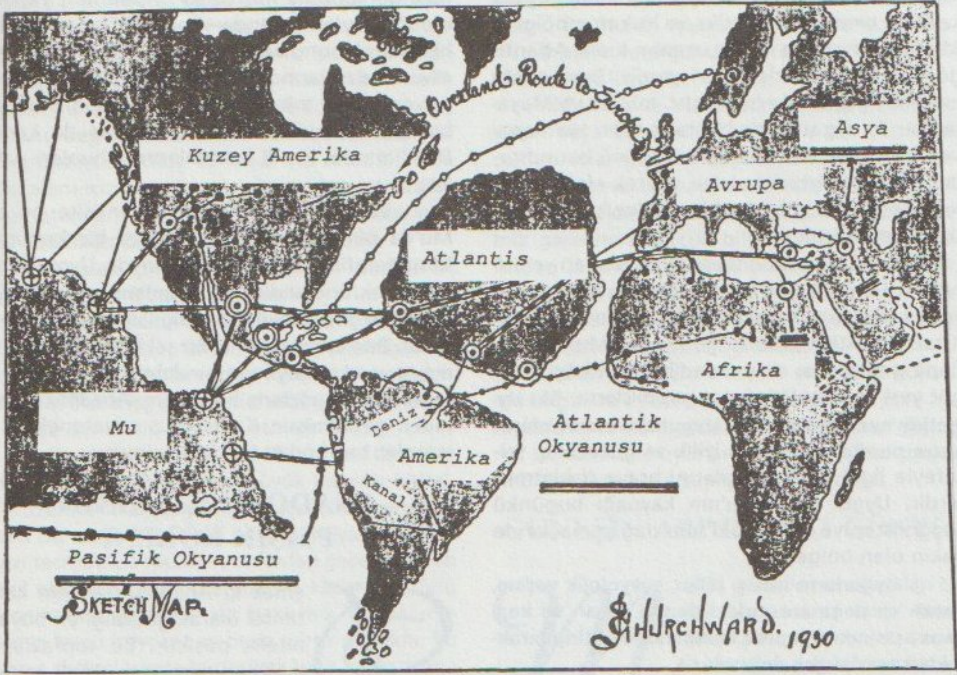 Overland Route to
Kuzey Amerika
Asya
Avrupa
Atlantis
Afrika
Mu
Deniz
Amerika
Kanal
Atlantik
Okyanusu
Pasifik Okyanusu
SKETCH MAP.
CHURCHWARD.
1930